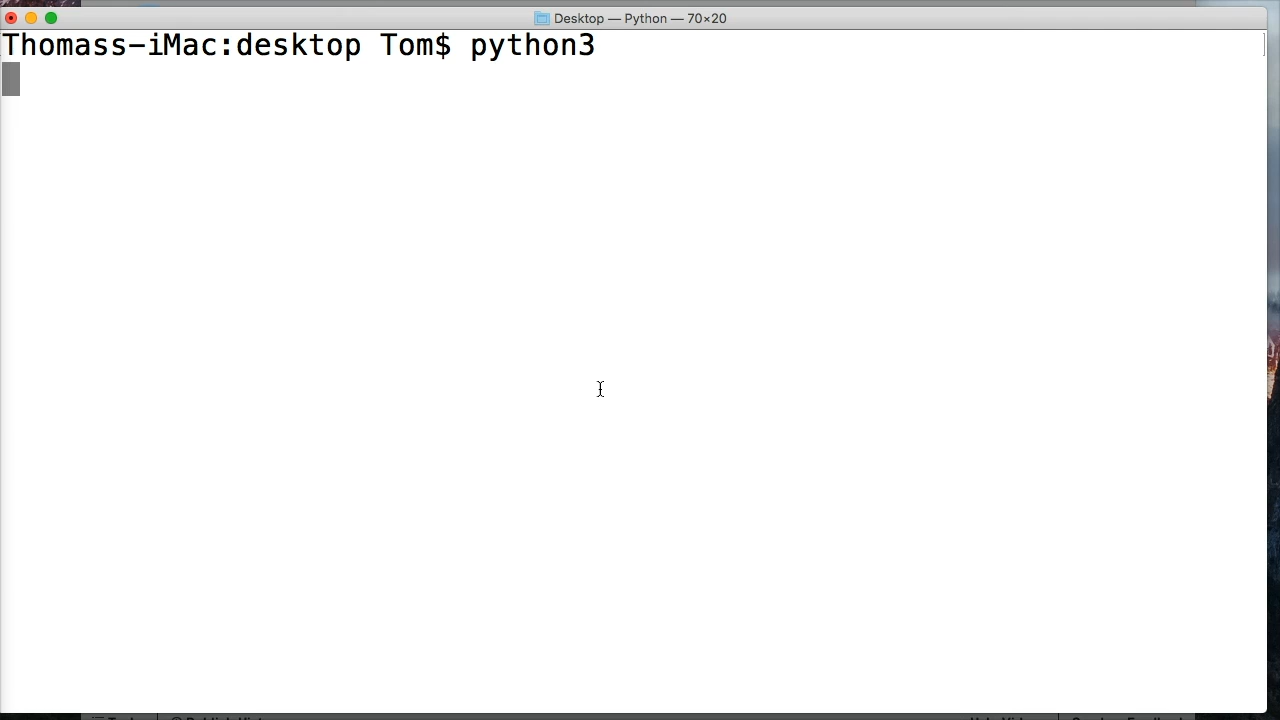 Desktop — Python — 70×20
Thomass-iMac:desktop Tom$ python3